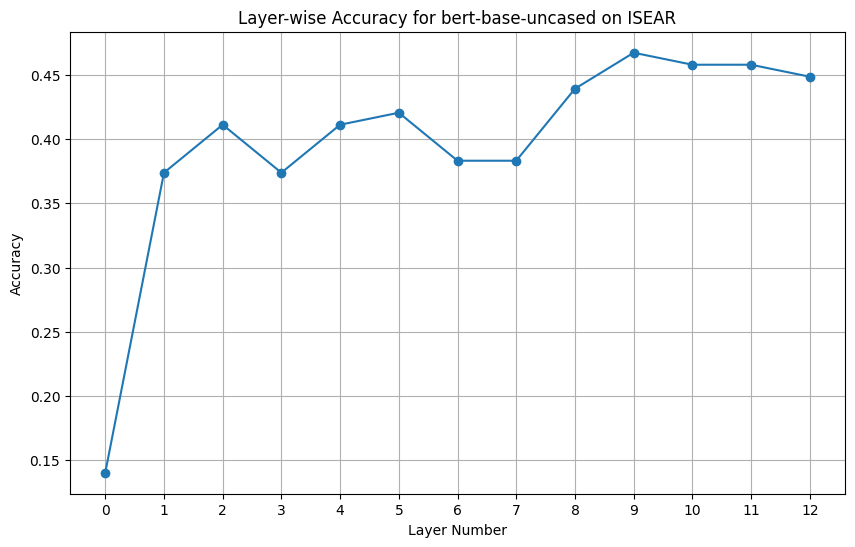 Layer-wise Accuracy for bert-base-uncased on ISEAR
Accuracy
0.45
0.40
0.35
0.30
0.25
0.20
0.15
0 1 2 3 4 5 6 7 8 9 10 11 12
Layer Number